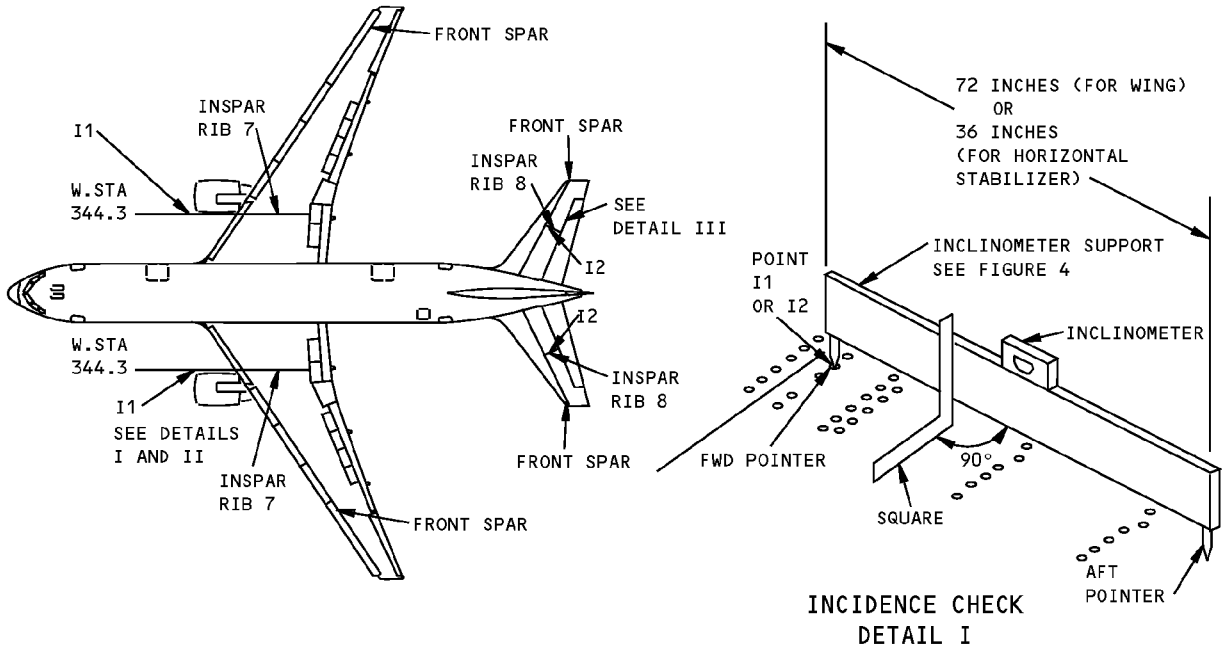 FRONT SPAR
INSPAR
RIB 7
I1
W.STA
344.3
FRONT SPAR
INSPAR
RIB 8
SEE
DETAIL III
I2
I2
W.STA
344.3
INSPAR
RIB 8
I1
SEE DETAILS
I AND II
INSPAR
RIB 7
FRONT SPAR
FRONT SPAR
72 INCHES (FOR WING)
OR
36 INCHES
(FOR HORIZONTAL
STABILIZER)
POINT
I1
OR I2
INCLINOMETER SUPPORT
SEE FIGURE 4
INCLINOMETER
FWD POINTER
90°
SQUARE
AFT
POINTER
INCIDENCE CHECK
DETAIL I